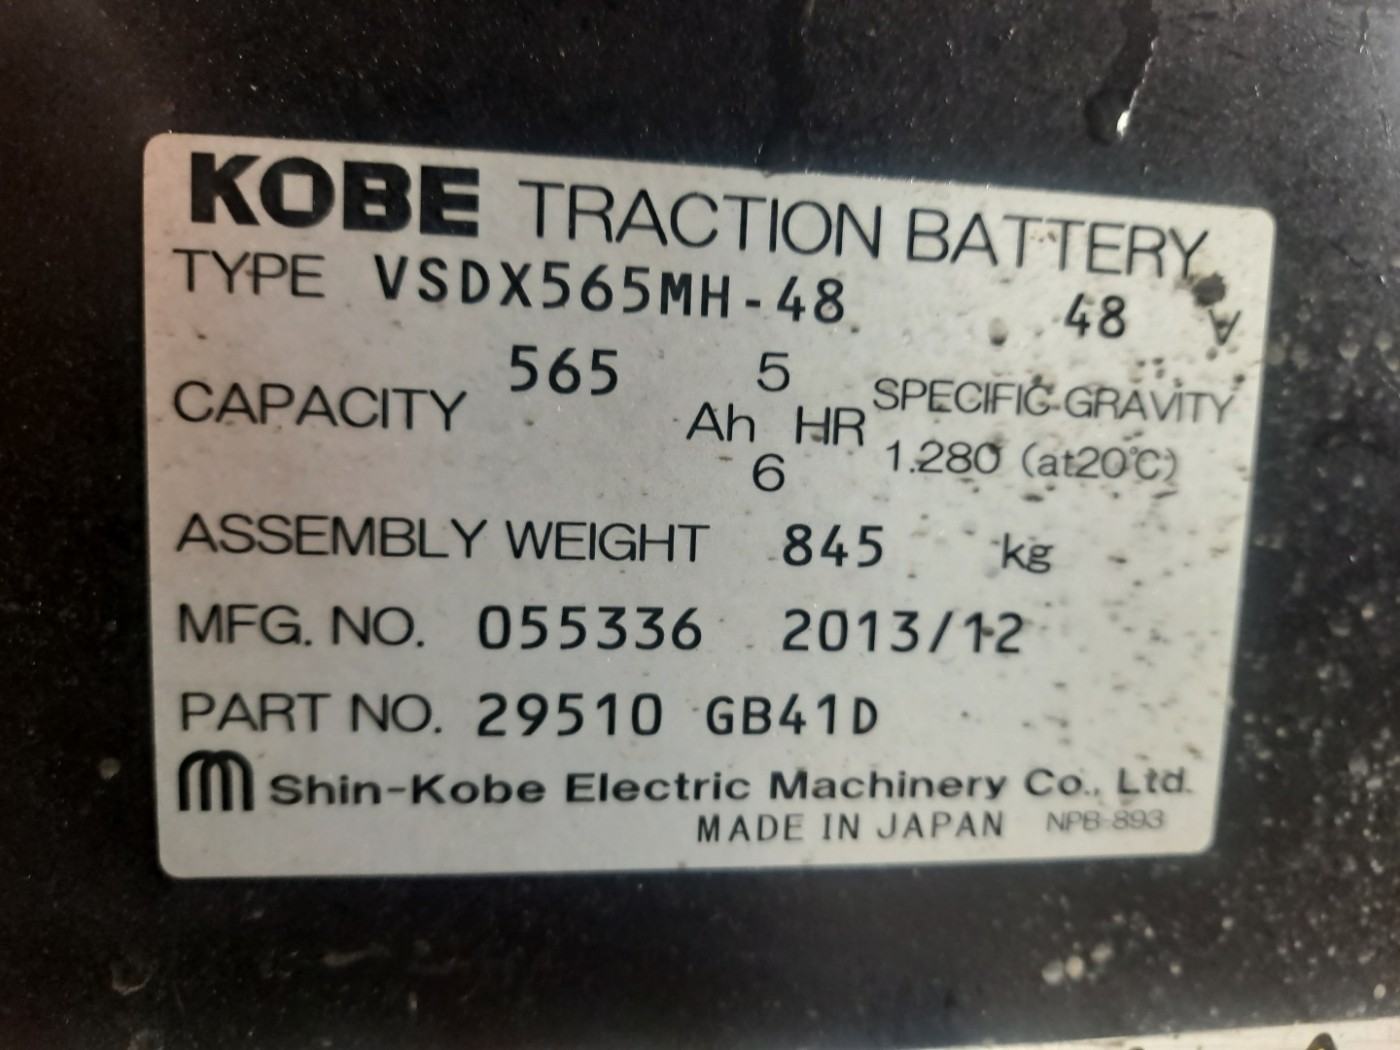 KOBE TRACTION BATTERY
TYPE VSDX565MH-48 48 V
CAPACITY 565 Ah 5 HR SPECIFIC GRAVITY
6 1.280 (at20℃)
ASSEMBLY WEIGHT 845 kg
MFG. NO. 055336 2013/12
PART NO. 29510 GB41D
Shin-Kobe Electric Machinery Co., Ltd.
MADE IN JAPAN NPB-893